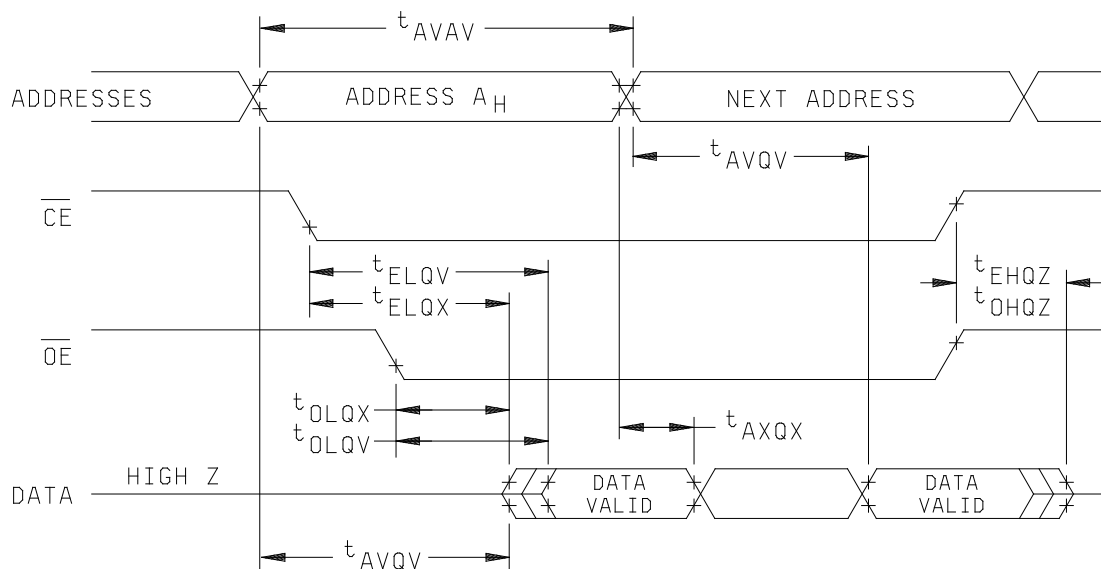 tAVAV
ADDRESSES
ADDRESS AH
NEXT ADDRESS
tAVQV
CE
tELQV
tEHQZ
tELQX
tOHQZ
OE
tOLQX
tAXQX
tOLQV
HIGH Z
DATA
DATA
VALID
DATA
VALID
tAVQV